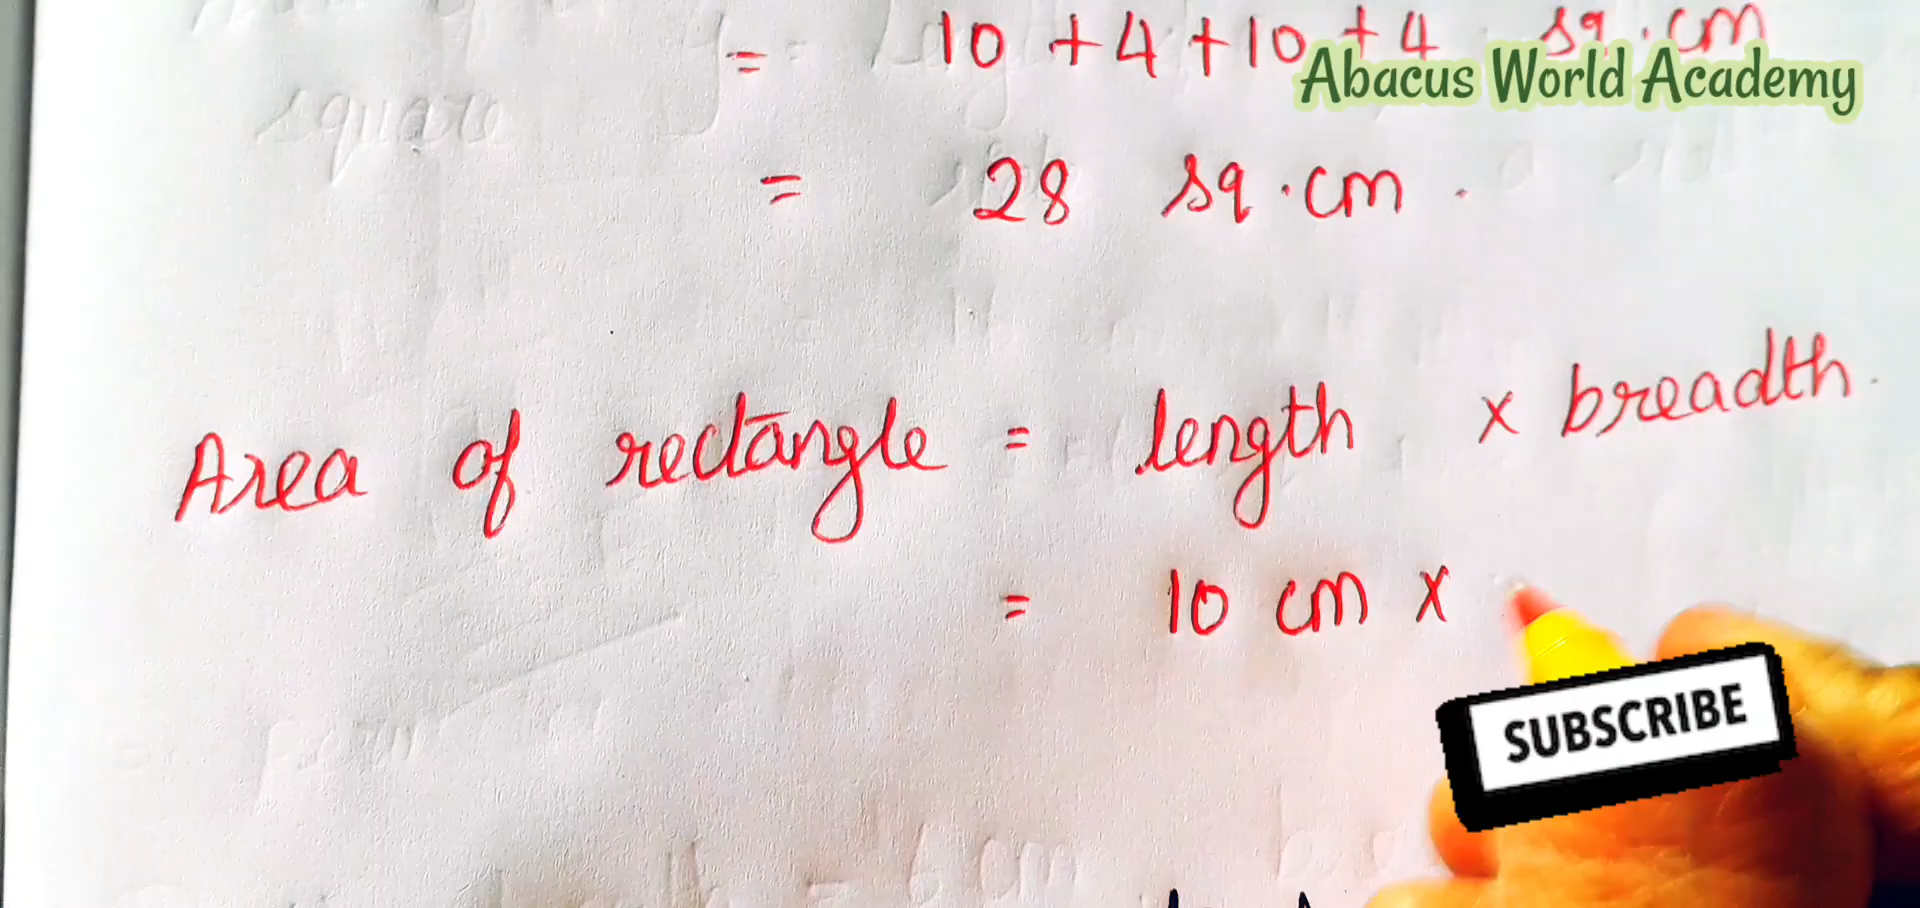 = 10 + 4 + 10 + 4 sq.cm
Abacus World Academy
= 28 sq.cm.
Area of rectangle = length x breadth.
= 10 cm x
SUBSCRIBE